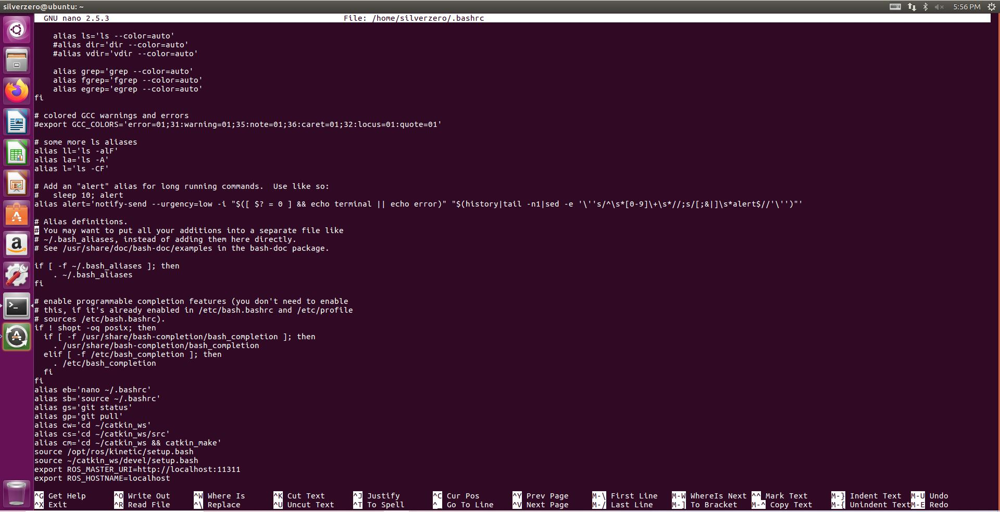 silverzero@ubuntu: ~
5:56 PM
GNU nano 2.5.3 File: /home/silverzero/.bashrc
    alias ls='ls --color=auto'
    #alias dir='dir --color=auto'
    #alias vdir='vdir --color=auto'
    alias grep='grep --color=auto'
    alias fgrep='fgrep --color=auto'
    alias egrep='egrep --color=auto'
fi
# colored GCC warnings and errors
#export GCC_COLORS='error=01;31:warning=01;35:note=01;36:caret=01;32:locus=01:quote=01'
# some more ls aliases
alias ll='ls -alF'
alias la='ls -A'
alias l='ls -CF'
# Add an "alert" alias for long running commands.  Use like so:
#   sleep 10; alert
alias alert='notify-send --urgency=low -i "$([ $? = 0 ] && echo terminal || echo error)" "$(history|tail -n1|sed -e '\''s/^\s*[0-9]\+\s*//;s/[;&|]\s*alert$//'\'')"'
# Alias definitions.
# You may want to put all your additions into a separate file like
# ~/.bash_aliases, instead of adding them here directly.
# See /usr/share/doc/bash-doc/examples in the bash-doc package.
if [ -f ~/.bash_aliases ]; then
    . ~/.bash_aliases
fi
# enable programmable completion features (you don't need to enable
# this, if it's already enabled in /etc/bash.bashrc and /etc/profile
# sources /etc/bash.bashrc).
if ! shopt -oq posix; then
  if [ -f /usr/share/bash-completion/bash_completion ]; then
    . /usr/share/bash-completion/bash_completion
  elif [ -f /etc/bash_completion ]; then
    . /etc/bash_completion
  fi
fi
alias eb='nano ~/.bashrc'
alias sb='source ~/.bashrc'
alias gs='git status'
alias gp='git pull'
alias cw='cd ~/catkin_ws'
alias cs='cd ~/catkin_ws/src'
alias cm='cd ~/catkin_ws && catkin_make'
source /opt/ros/kinetic/setup.bash
source ~/catkin_ws/devel/setup.bash
export ROS_MASTER_URI=http://localhost:11311
export ROS_HOSTNAME=localhost
^G Get Help ^O Write Out ^W Where Is ^K Cut Text ^J Justify ^C Cur Pos ^Y Prev Page M-\ First Line M-W WhereIs Next ^^ Mark Text M-} Indent Text M-U Undo
^X Exit ^R Read File ^\ Replace ^U Uncut Text ^T To Spell ^_ Go To Line ^V Next Page M-/ Last Line M-] To Bracket M-^ Copy Text M-{ Unindent Text M-E Redo